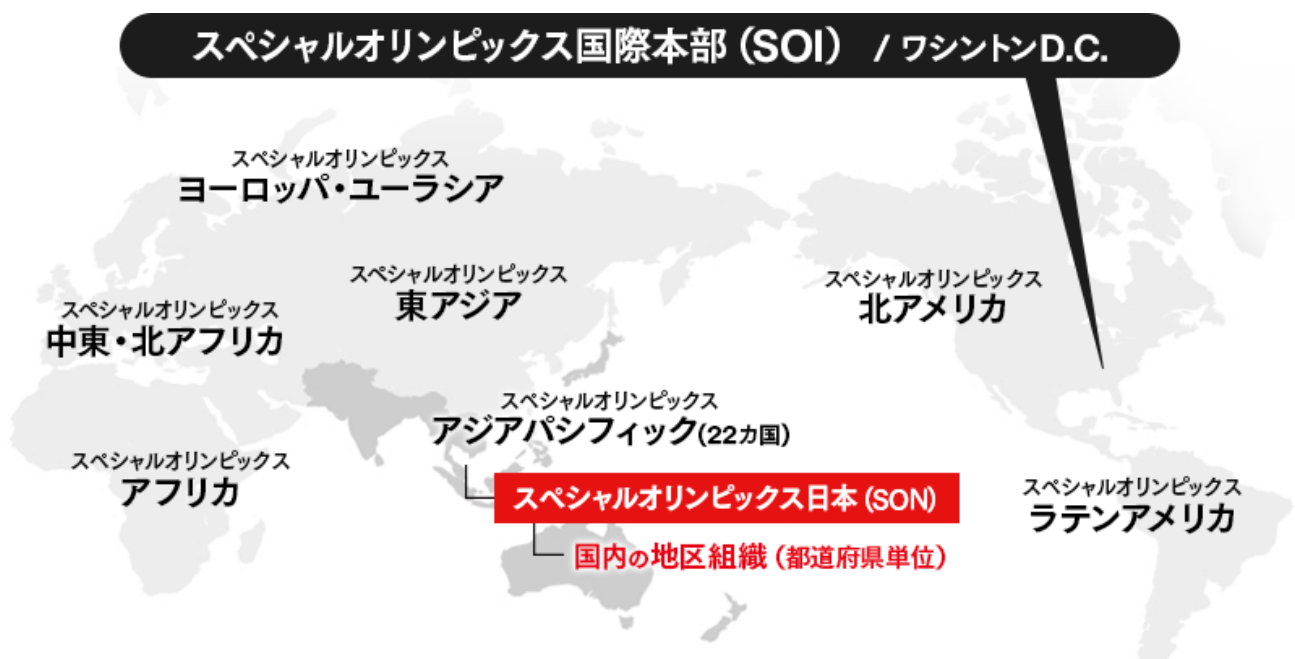 スペシャルオリンピックス国際本部（SOI） / ワシントンD.C.
スペシャルオリンピックス
ヨーロッパ・ユーラシア
スペシャルオリンピックス
東アジア
スペシャルオリンピックス
北アメリカ
スペシャルオリンピックス
中東・北アフリカ
スペシャルオリンピックス
アジアパシフィック(22カ国)
スペシャルオリンピックス
アフリカ
スペシャルオリンピックス日本（SON）
国内の地区組織（都道府県単位）
スペシャルオリンピックス
ラテンアメリカ